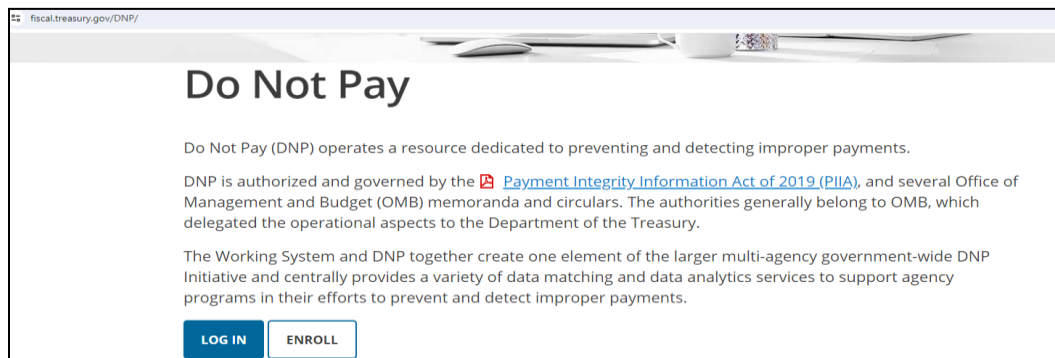 fiscal.treasury.gov/DNP/
Do Not Pay
Do Not Pay (DNP) operates a resource dedicated to preventing and detecting improper payments.
DNP is authorized and governed by the Payment Integrity Information Act of 2019 (PIIA), and several Office of
Management and Budget (OMB) memoranda and circulars. The authorities generally belong to OMB, which
delegated the operational aspects to the Department of the Treasury.
The Working System and DNP together create one element of the larger multi-agency government-wide DNP
Initiative and centrally provides a variety of data matching and data analytics services to support agency
programs in their efforts to prevent and detect improper payments.
LOG IN ENROLL